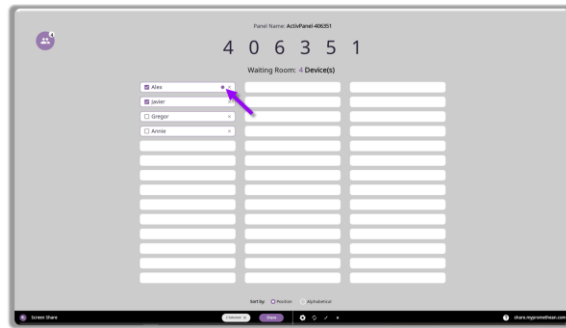 Panel Name: ActivPanel-406351
4 0 6 3 5 1
Waiting Room: 4 Device(s)
Alex
Javier
Gregor
Annie
Sort by: Position Alphabetical
Screen Share
share.mypromethean.com